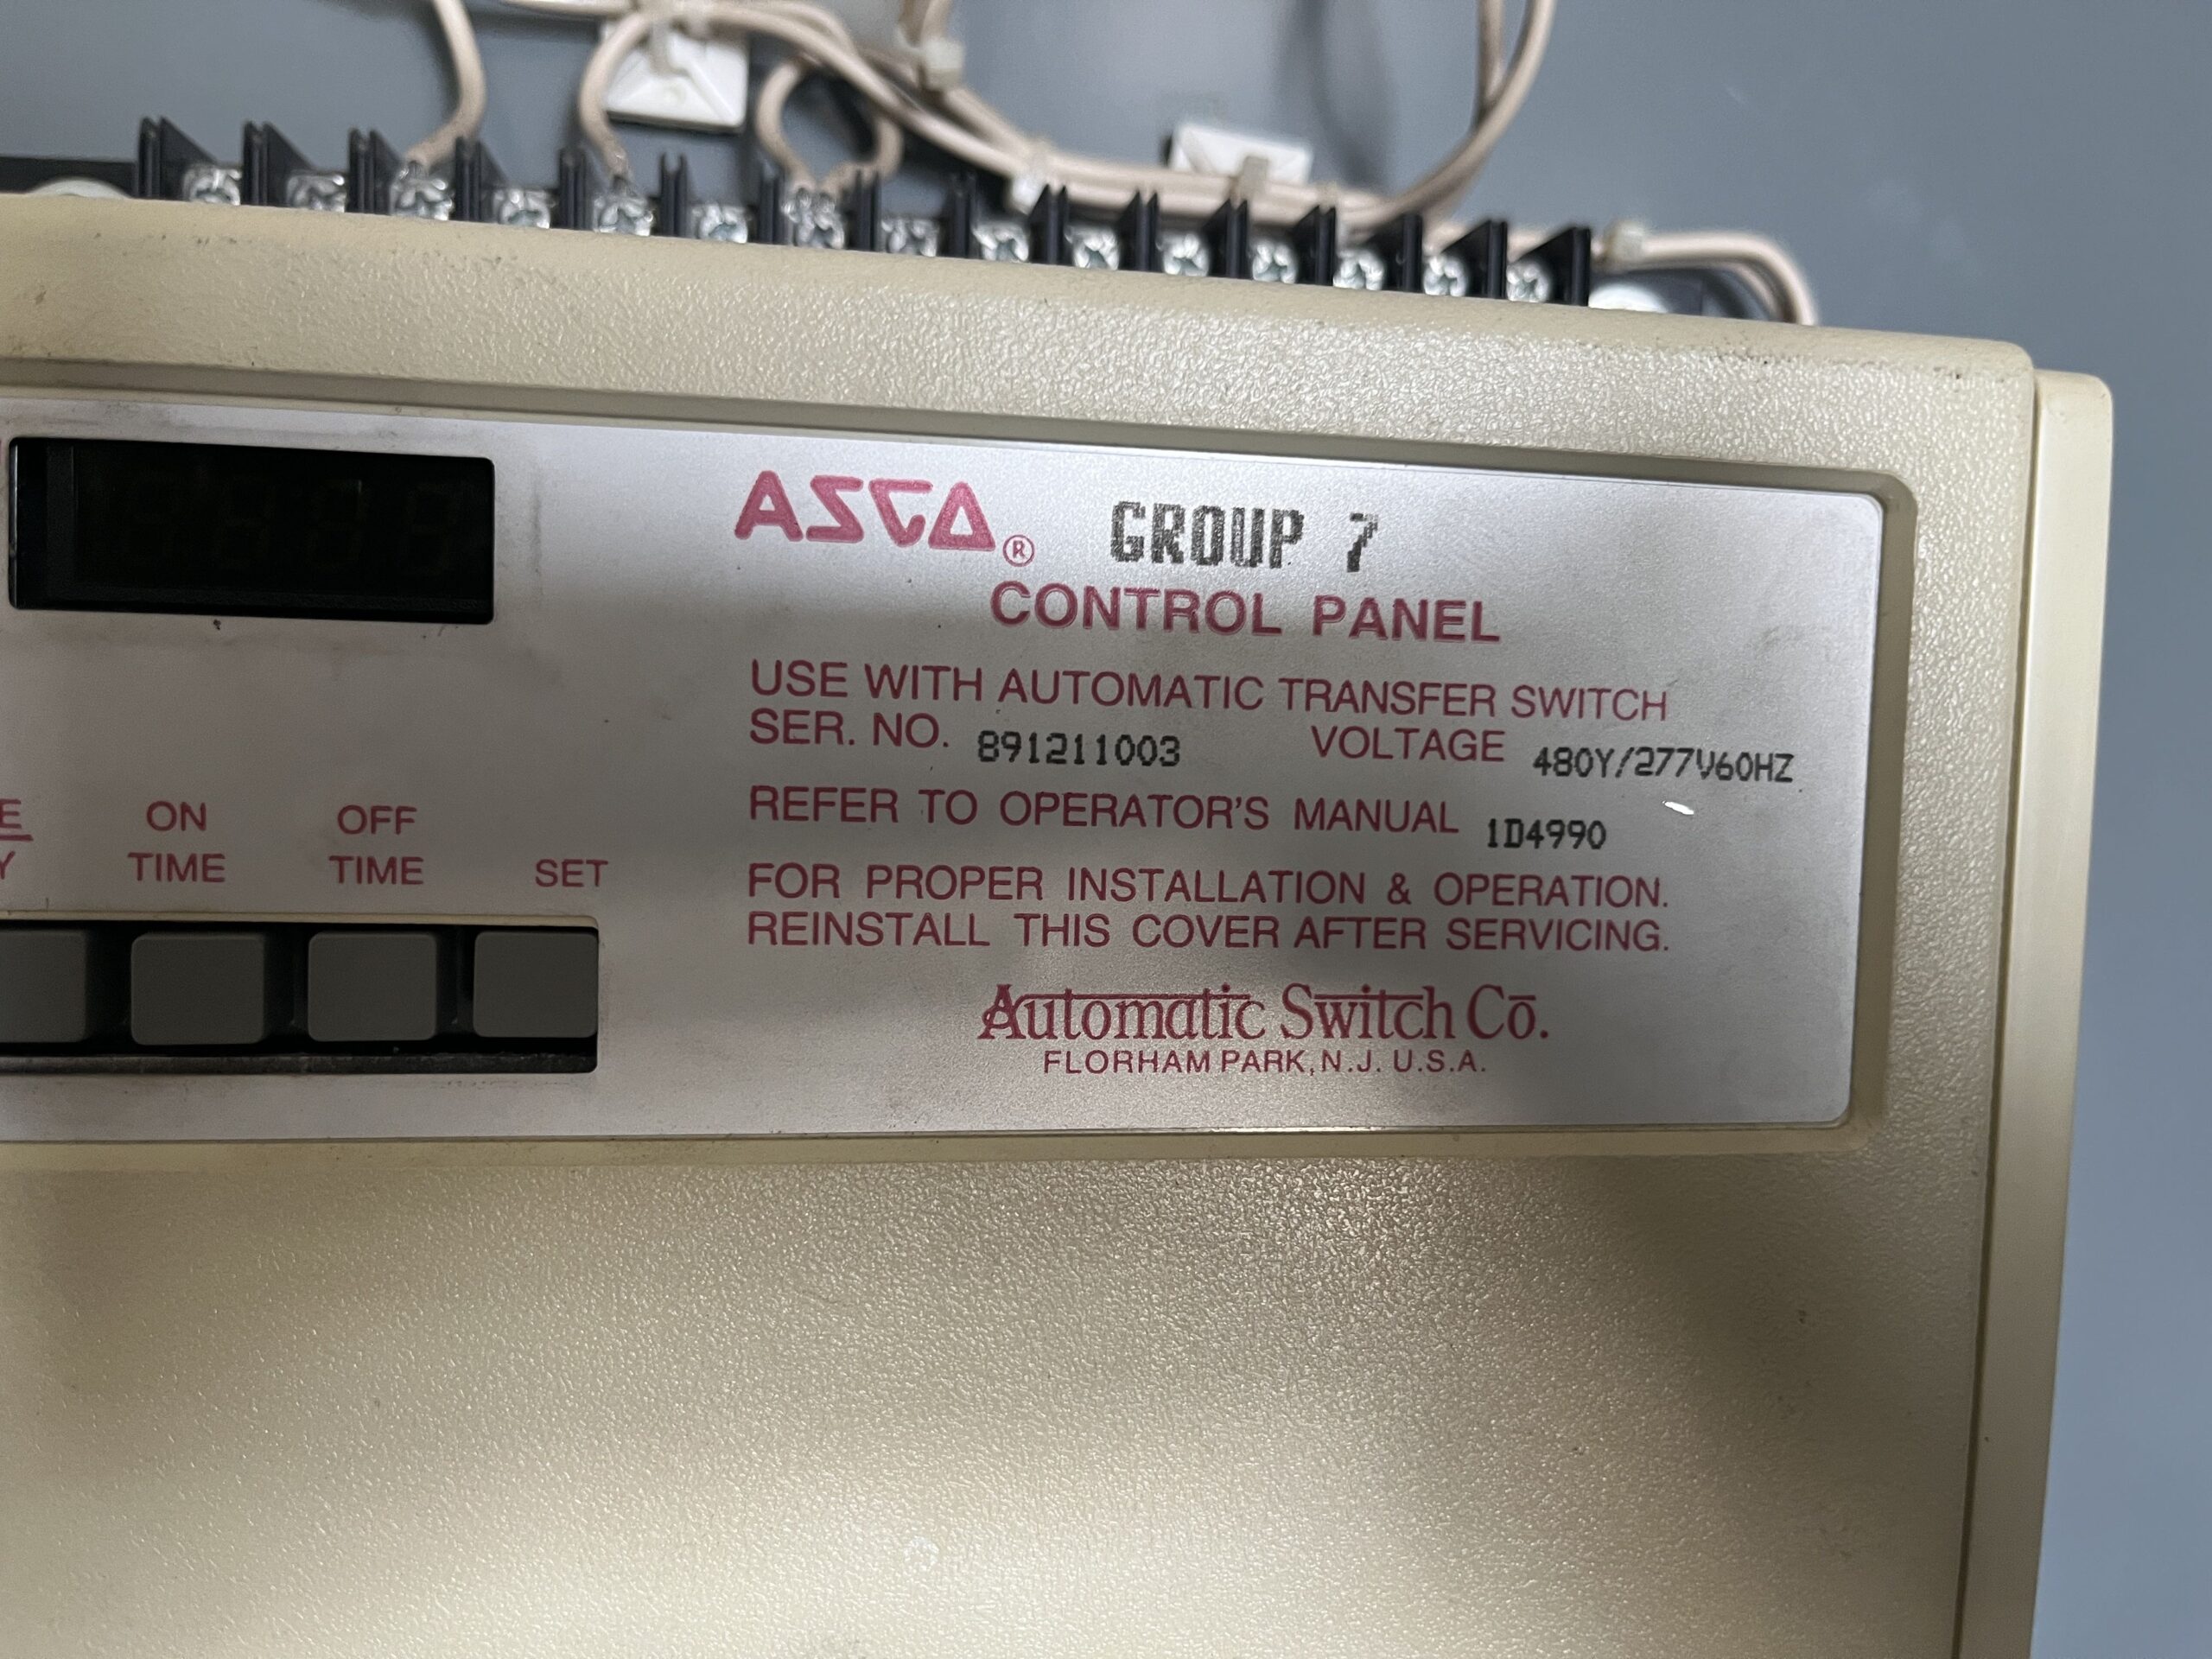 ASCO® GROUP 7
CONTROL PANEL
USE WITH AUTOMATIC TRANSFER SWITCH
SER. NO. 891211003 VOLTAGE 480Y/277V60HZ
REFER TO OPERATOR'S MANUAL 1D4990
FOR PROPER INSTALLATION & OPERATION.
REINSTALL THIS COVER AFTER SERVICING.
Automatic Switch Co.
FLORHAM PARK, N.J. U.S.A.
ON
TIME
OFF
TIME
SET